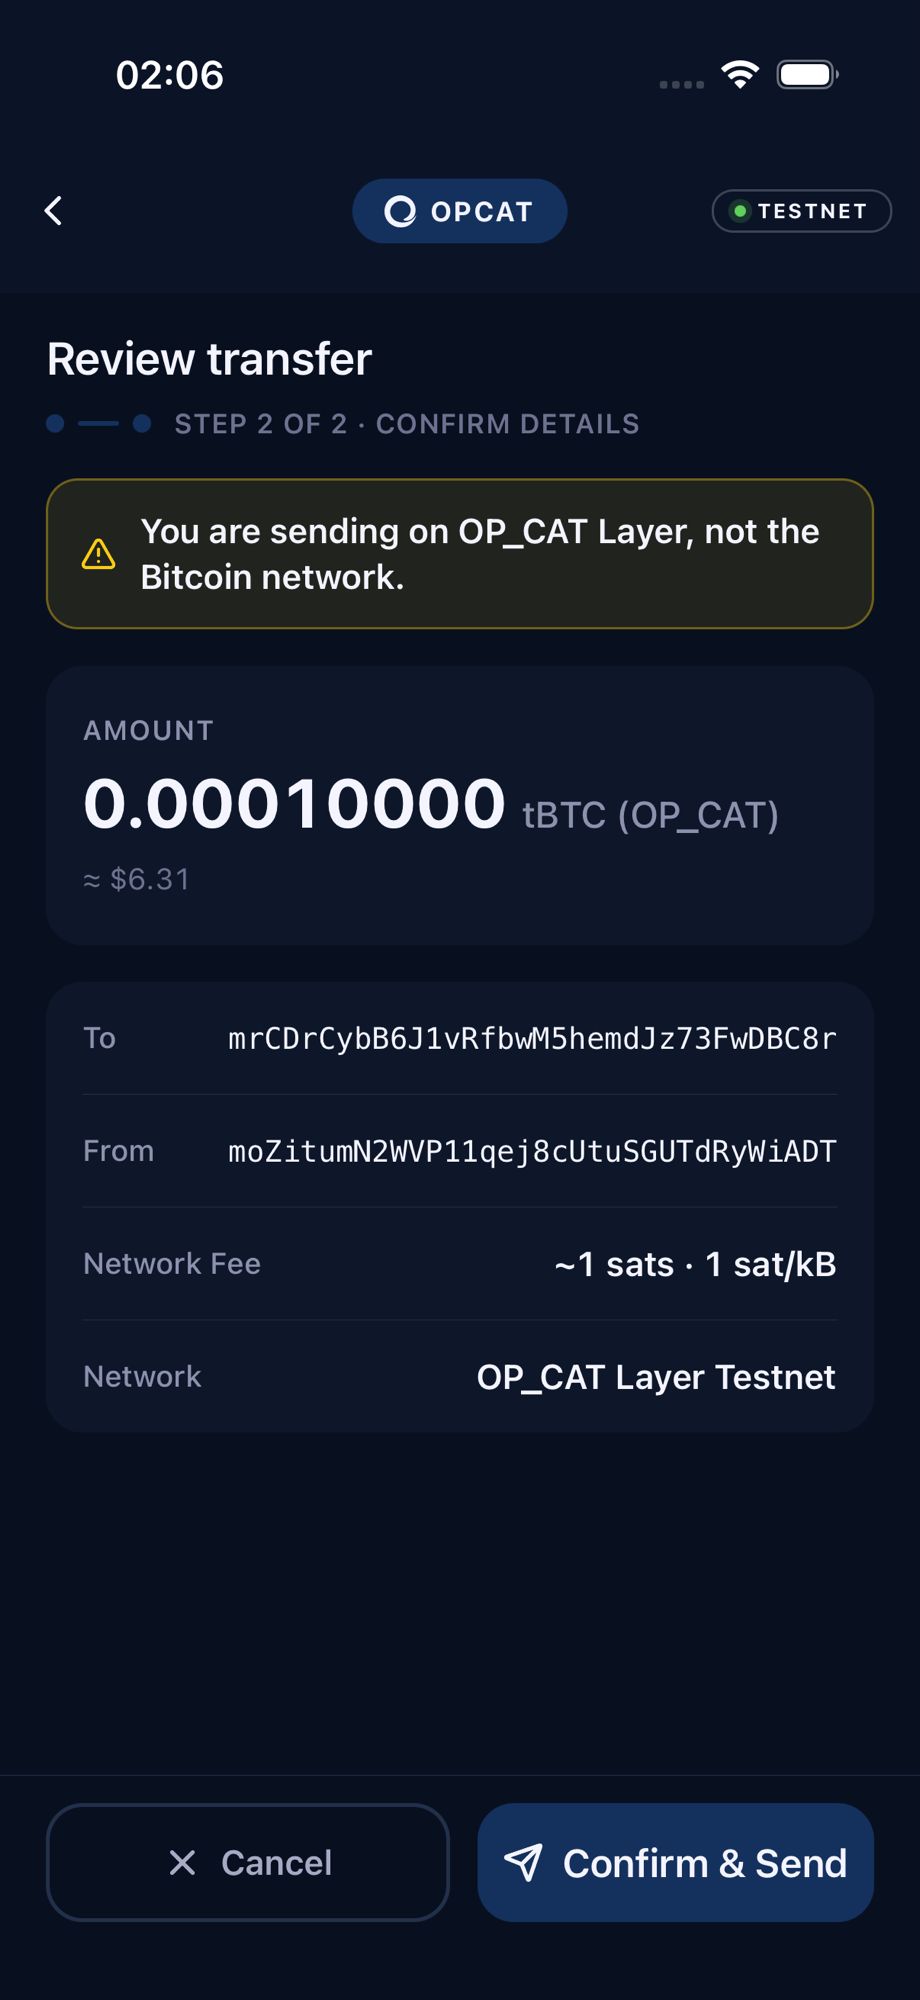 02:06
OPCAT
TESTNET
Review transfer
STEP 2 OF 2 · CONFIRM DETAILS
You are sending on OP_CAT Layer, not the
Bitcoin network.
AMOUNT
0.00010000 tBTC (OP_CAT)
≈ $6.31
To mrCDrCybB6J1vRfbwM5hemdJz73FwDBC8r
From moZitumN2WVP11qej8cUtuSGUTdRyWiADT
Network Fee ~1 sats · 1 sat/kB
Network OP_CAT Layer Testnet
Cancel
Confirm & Send